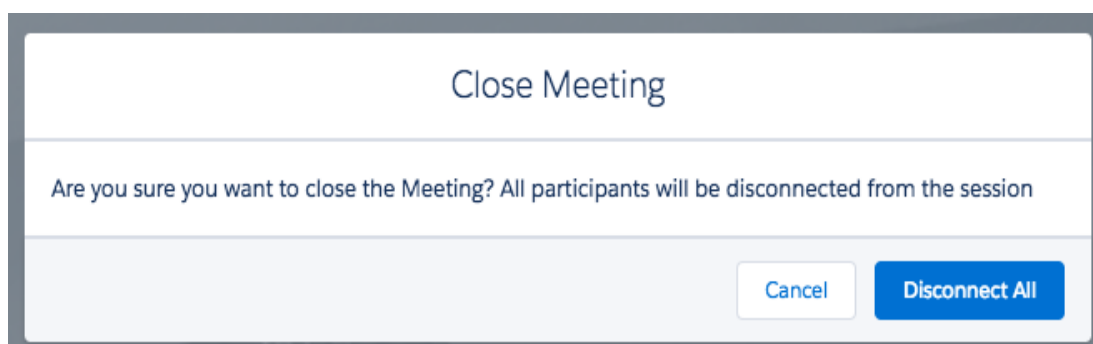 Close Meeting
Are you sure you want to close the Meeting? All participants will be disconnected from the session
Cancel
Disconnect All